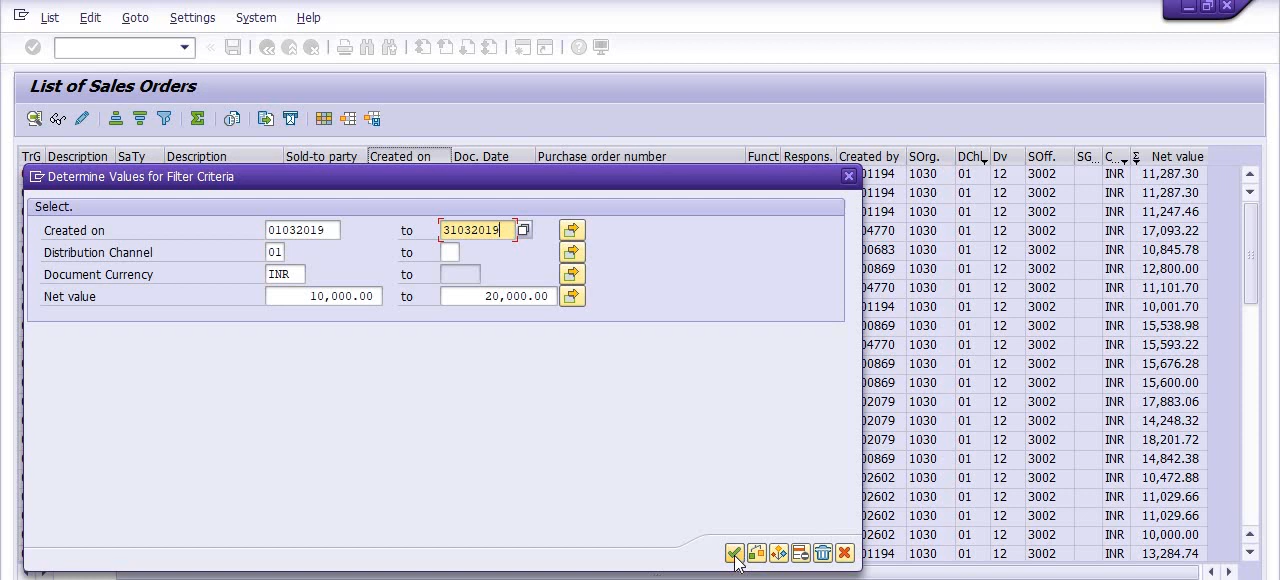 List Edit Goto Settings System Help
List of Sales Orders
TrG Description SaTy Description Sold-to party Created on Doc. Date Purchase order number Funct Respons. Created by SOrg. DChl Dv SOff. SG... C... Σ Net value
Determine Values for Filter Criteria
Select.
Created on 01032019 to 31032019
Distribution Channel 01 to
Document Currency INR to
Net value 10,000.00 to 20,000.00
01194 1030 01 12 3002 INR 11,287.30
1030 01 12 3002 INR 11,287.30
01194 1030 01 12 3002 INR 11,247.46
04770 1030 01 12 3002 INR 17,093.22
00683 1030 01 12 3002 INR 10,845.78
00869 1030 01 12 3002 INR 12,800.00
04770 1030 01 12 3002 INR 11,101.70
01194 1030 01 12 3002 INR 10,001.70
00869 1030 01 12 3002 INR 15,538.98
04770 1030 01 12 3002 INR 15,593.22
00869 1030 01 12 3002 INR 15,676.28
00869 1030 01 12 3002 INR 15,600.00
02079 1030 01 12 3002 INR 17,883.06
02079 1030 01 12 3002 INR 14,248.32
02079 1030 01 12 3002 INR 18,201.72
00869 1030 01 12 3002 INR 14,842.38
02602 1030 01 12 3002 INR 10,472.88
02602 1030 01 12 3002 INR 11,029.66
02602 1030 01 12 3002 INR 11,029.66
02602 1030 01 12 3002 INR 10,000.00
01194 1030 01 12 3002 INR 13,284.74